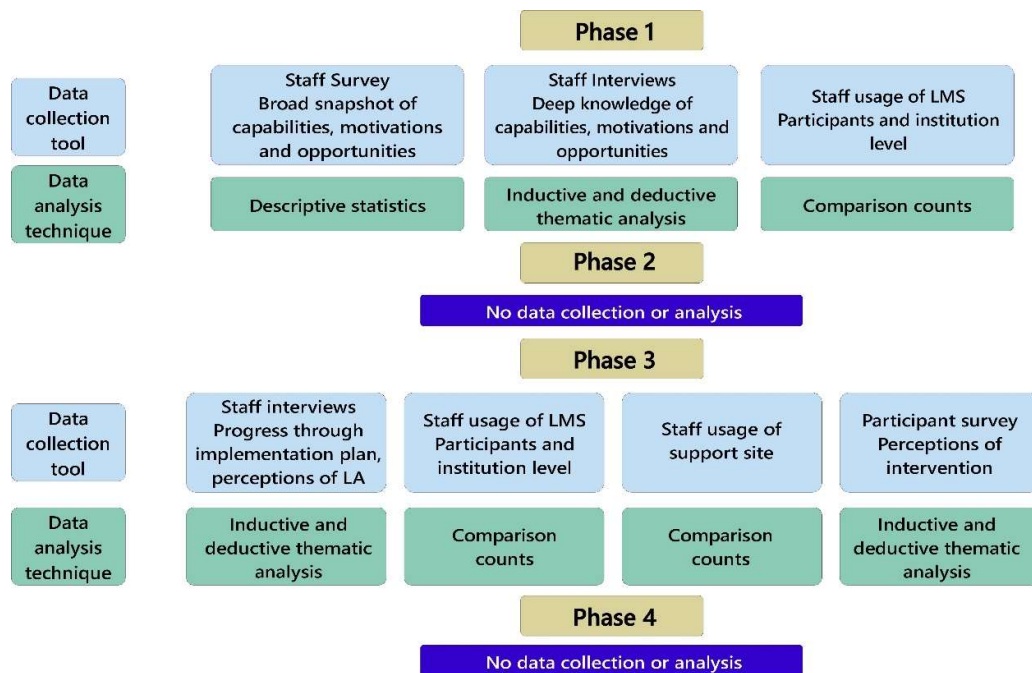 Phase 1
Data
collection
tool
Staff Survey
Broad snapshot of
capabilities, motivations
and opportunities
Staff Interviews
Deep knowledge of
capabilities, motivations and
opportunities
Staff usage of LMS
Participants and institution
level
Data
analysis
technique
Descriptive statistics
Inductive and deductive
thematic analysis
Comparison counts
Phase 2
No data collection or analysis
Phase 3
Data
collection
tool
Staff interviews
Progress through
implementation plan,
perceptions of LA
Staff usage of LMS
Participants and
institution level
Staff usage of
support site
Participant survey
Perceptions of
intervention
Data
analysis
technique
Inductive and
deductive thematic
analysis
Comparison
counts
Comparison
counts
Inductive and
deductive thematic
analysis
Phase 4
No data collection or analysis